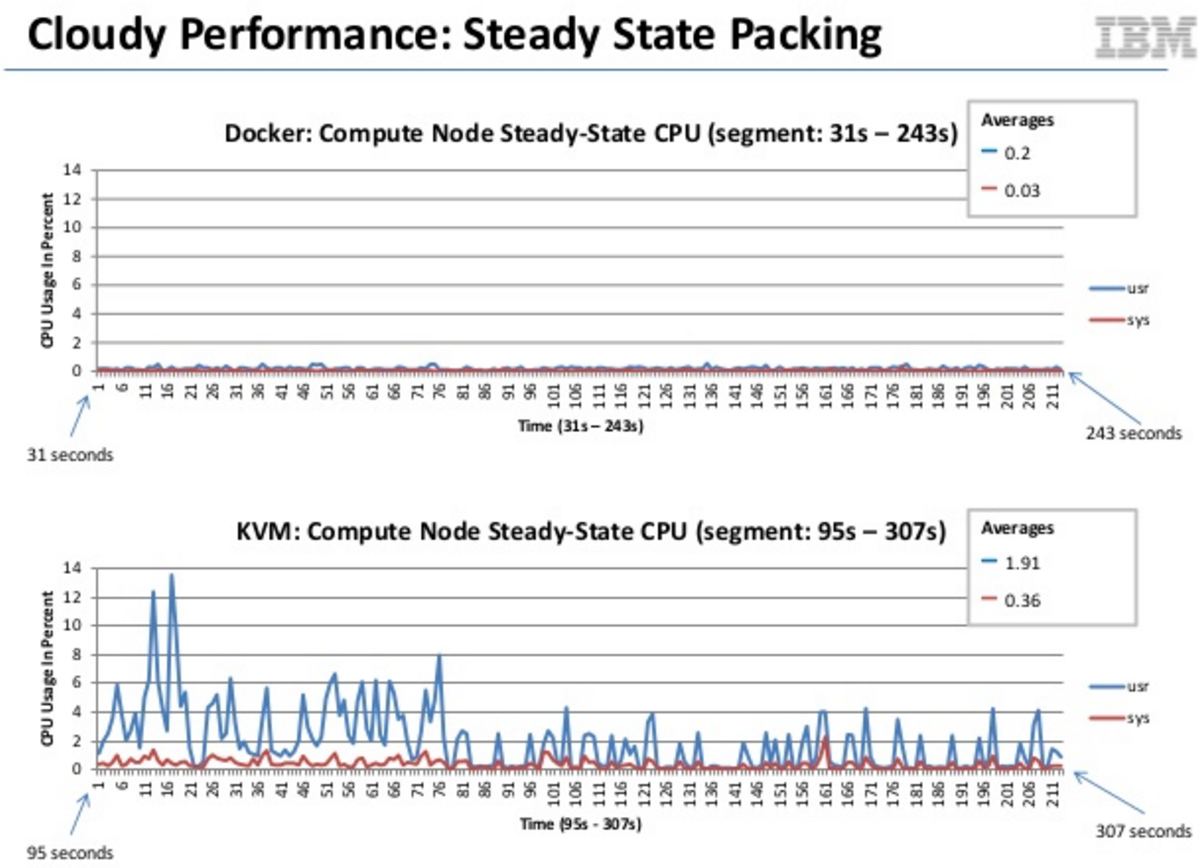 Cloudy Performance: Steady State Packing
IBM
Docker: Compute Node Steady-State CPU (segment: 31s – 243s)
Averages
0.2
0.03
CPU Usage In Percent
14
12
10
8
6
4
2
0
usr
sys
1 6 11 16 21 26 31 36 41 46 51 56 61 66 71 76 81 86 91 96 101 106 111 116 121 126 131 136 141 146 151 156 161 166 171 176 181 186 191 196 201 206 211
Time (31s – 243s)
31 seconds
243 seconds
KVM: Compute Node Steady-State CPU (segment: 95s – 307s)
Averages
1.91
0.36
CPU Usage In Percent
14
12
10
8
6
4
2
0
usr
sys
1 6 11 16 21 26 31 36 41 46 51 56 61 66 71 76 81 86 91 96 101 106 111 116 121 126 131 136 141 146 151 156 161 166 171 176 181 186 191 196 201 206 211
Time (95s - 307s)
95 seconds
307 seconds